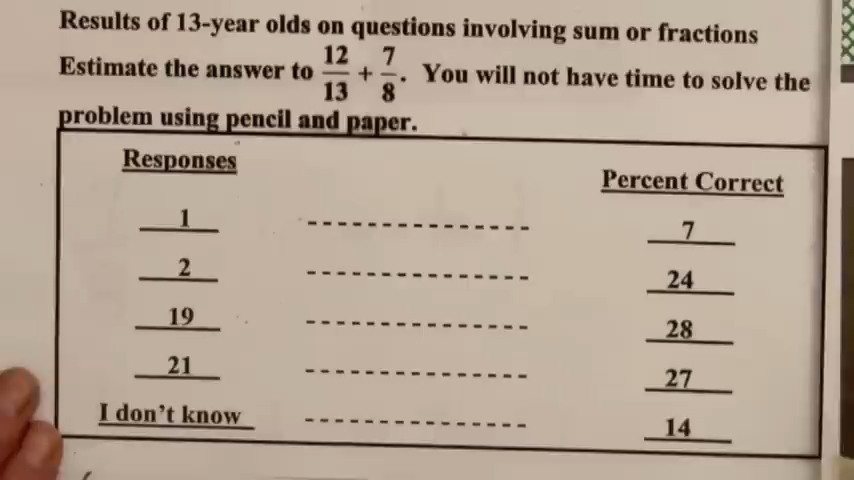 Results of 13-year olds on questions involving sum or fractions
Estimate the answer to 12/13 + 7/8. You will not have time to solve the
problem using pencil and paper.
Responses Percent Correct
1 -------------- 7
2 -------------- 24
19 -------------- 28
21 -------------- 27
I don't know -------------- 14